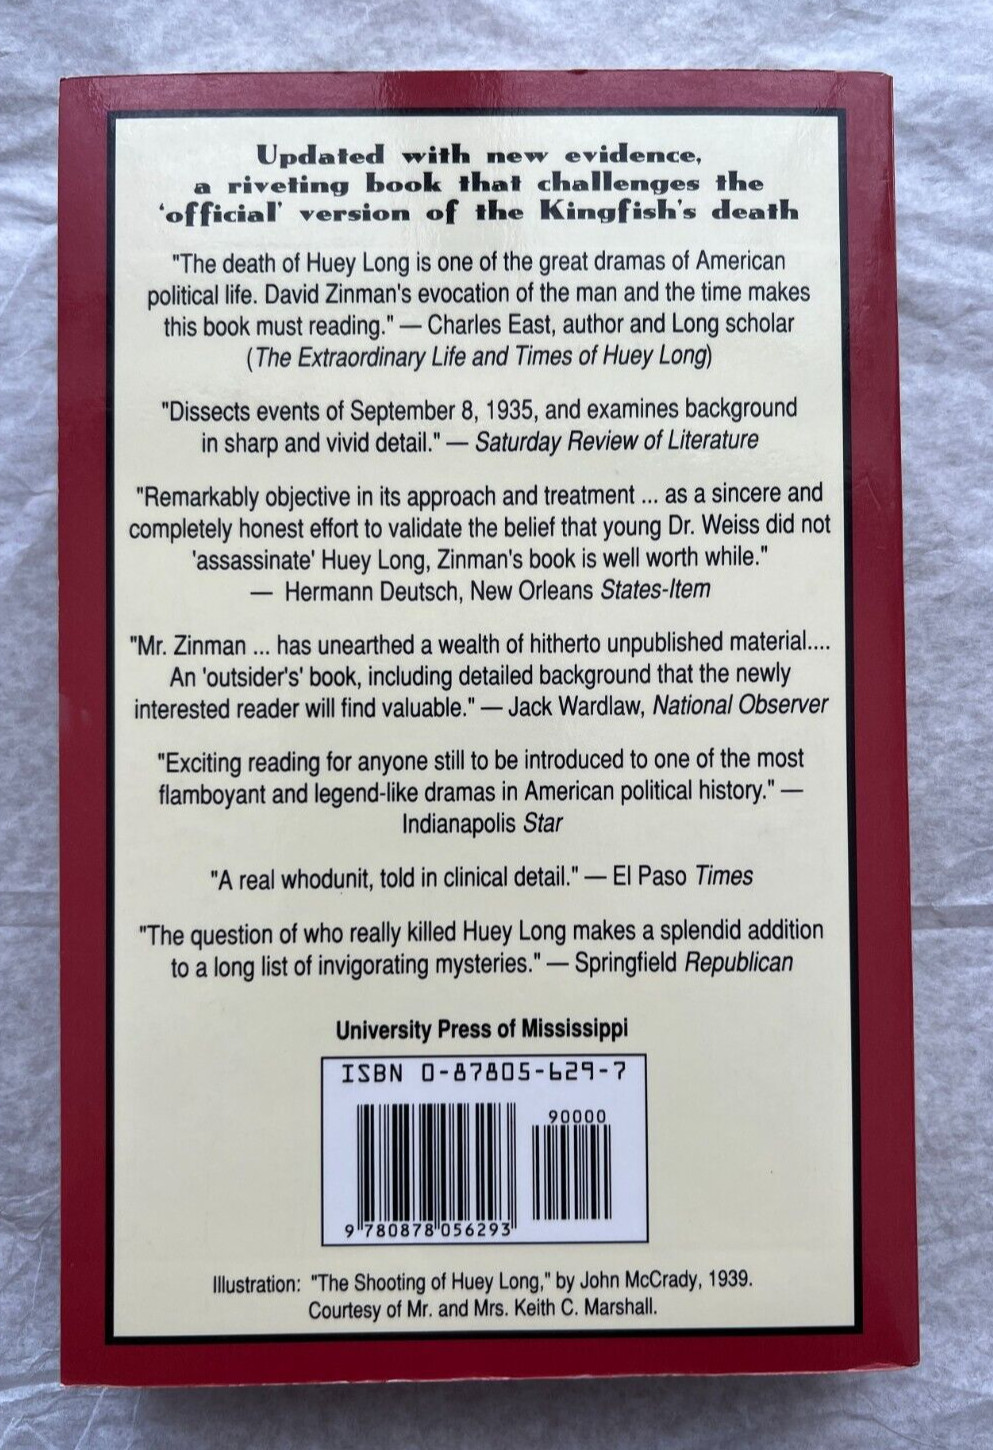 Updated with new evidence,
a riveting book that challenges the
'official' version of the Kingfish's death
"The death of Huey Long is one of the great dramas of American
political life. David Zinman's evocation of the man and the time makes
this book must reading." — Charles East, author and Long scholar
(The Extraordinary Life and Times of Huey Long)
"Dissects events of September 8, 1935, and examines background
in sharp and vivid detail." — Saturday Review of Literature
"Remarkably objective in its approach and treatment ... as a sincere and
completely honest effort to validate the belief that young Dr. Weiss did not
'assassinate' Huey Long, Zinman's book is well worth while."
— Hermann Deutsch, New Orleans States-Item
"Mr. Zinman ... has unearthed a wealth of hitherto unpublished material....
An 'outsider's' book, including detailed background that the newly
interested reader will find valuable." — Jack Wardlaw, National Observer
"Exciting reading for anyone still to be introduced to one of the most
flamboyant and legend-like dramas in American political history." —
Indianapolis Star
"A real whodunit, told in clinical detail." — El Paso Times
"The question of who really killed Huey Long makes a splendid addition
to a long list of invigorating mysteries." — Springfield Republican
University Press of Mississippi
ISBN 0-87805-629-7
90000
9 780878 056293
Illustration: "The Shooting of Huey Long," by John McCrady, 1939.
Courtesy of Mr. and Mrs. Keith C. Marshall.